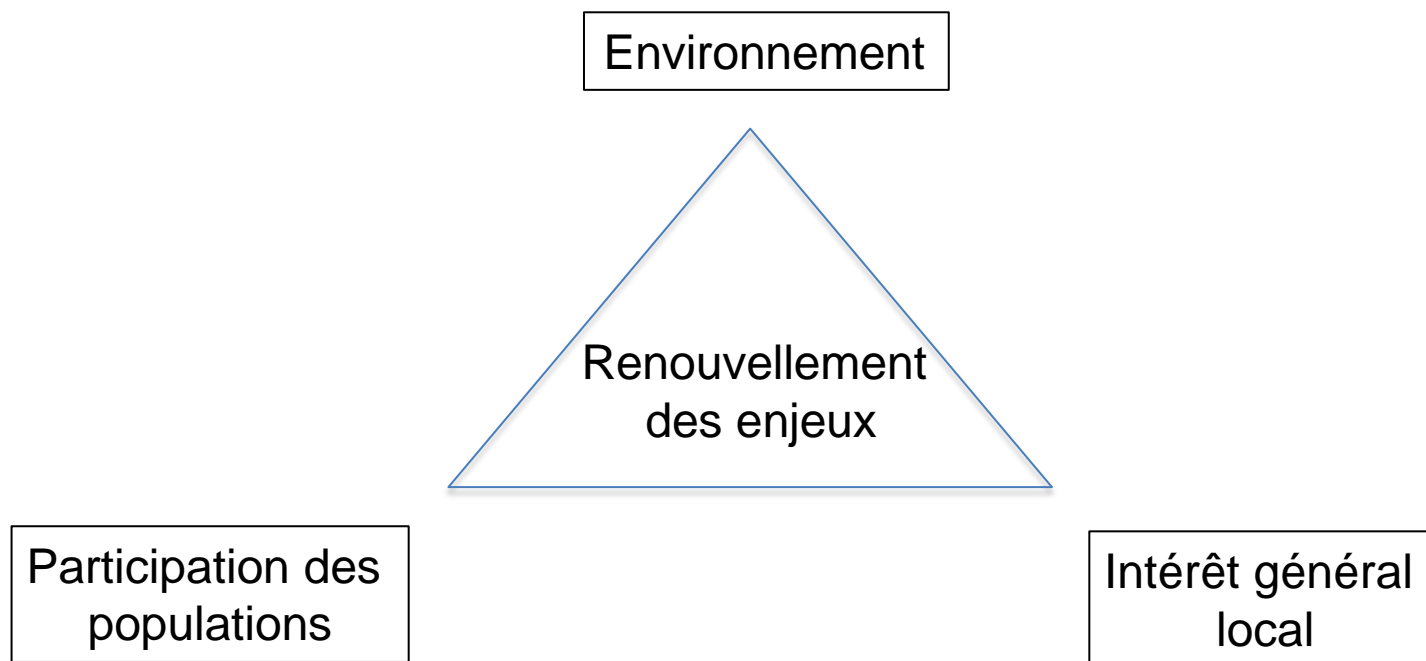 Environnement
Renouvellement
des enjeux
Participation des
populations
Intérêt général
local